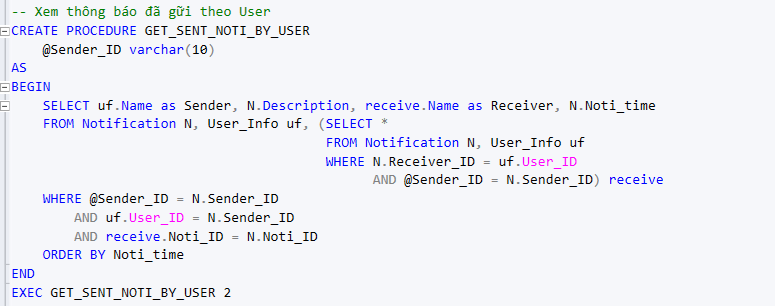 -- Xem thông báo đã gữi theo User
CREATE PROCEDURE GET_SENT_NOTI_BY_USER
    @Sender_ID varchar(10)
AS
BEGIN
    SELECT uf.Name as Sender, N.Description, receive.Name as Receiver, N.Noti_time
    FROM Notification N, User_Info uf, (SELECT *
                                        FROM Notification N, User_Info uf
                                        WHERE N.Receiver_ID = uf.User_ID
                                              AND @Sender_ID = N.Sender_ID) receive
    WHERE @Sender_ID = N.Sender_ID
        AND uf.User_ID = N.Sender_ID
        AND receive.Noti_ID = N.Noti_ID
    ORDER BY Noti_time
END
EXEC GET_SENT_NOTI_BY_USER 2